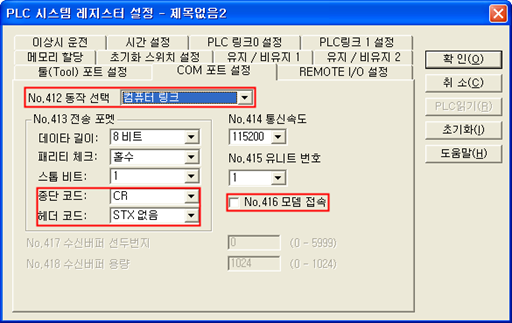 PLC 시스템 레지스터 설정 - 제목없음2
이상시 운전 시간 설정 PLC 링크0 설정 PLC링크 1 설정
메모리 할당 초기화 스위치 설정 유지 / 비유지 1 유지 / 비유지 2
툴(Tool) 포트 설정 COM 포트 설정 REMOTE I/O 설정
No.412 동작 선택 컴퓨터 링크
No.413 전송 포멧
데이타 길이: 8 비트
패리티 체크: 홀수
스톱 비트: 1
종단 코드: CR
헤더 코드: STX 없음
No.414 통신속도
115200
No.415 유니트 번호
1
No.416 모뎀 접속
No.417 수신버퍼 선두번지 0 (0 - 5999)
No.418 수신버퍼 용량 1024 (0 - 1024)
확 인(O)
취 소(C)
PLC읽기(R)
초기화(I)
도움말(H)